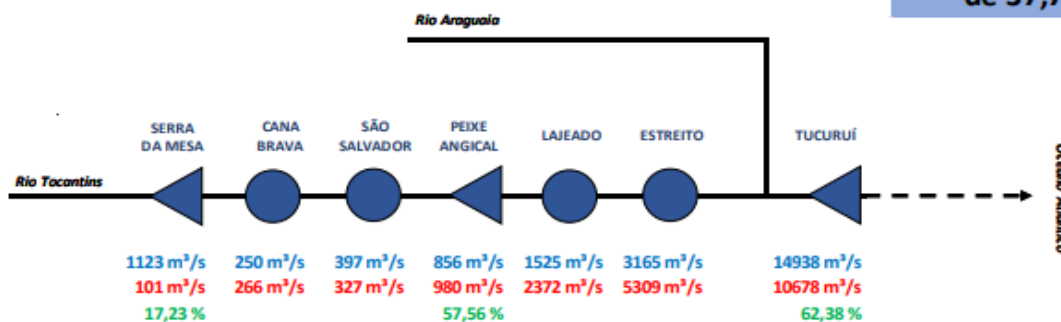 Rio Araguaia
SERRA
DA MESA
CANA
BRAVA
SÃO
SALVADOR
PEIXE
ANGICAL
LAJEADO
ESTREITO
TUCURUÍ
Rio Tocantins
1123 m³/s 250 m³/s 397 m³/s 856 m³/s 1525 m³/s 3165 m³/s 14938 m³/s
101 m³/s 266 m³/s 327 m³/s 980 m³/s 2372 m³/s 5309 m³/s 10678 m³/s
17,23 % 57,56 % 62,38 %